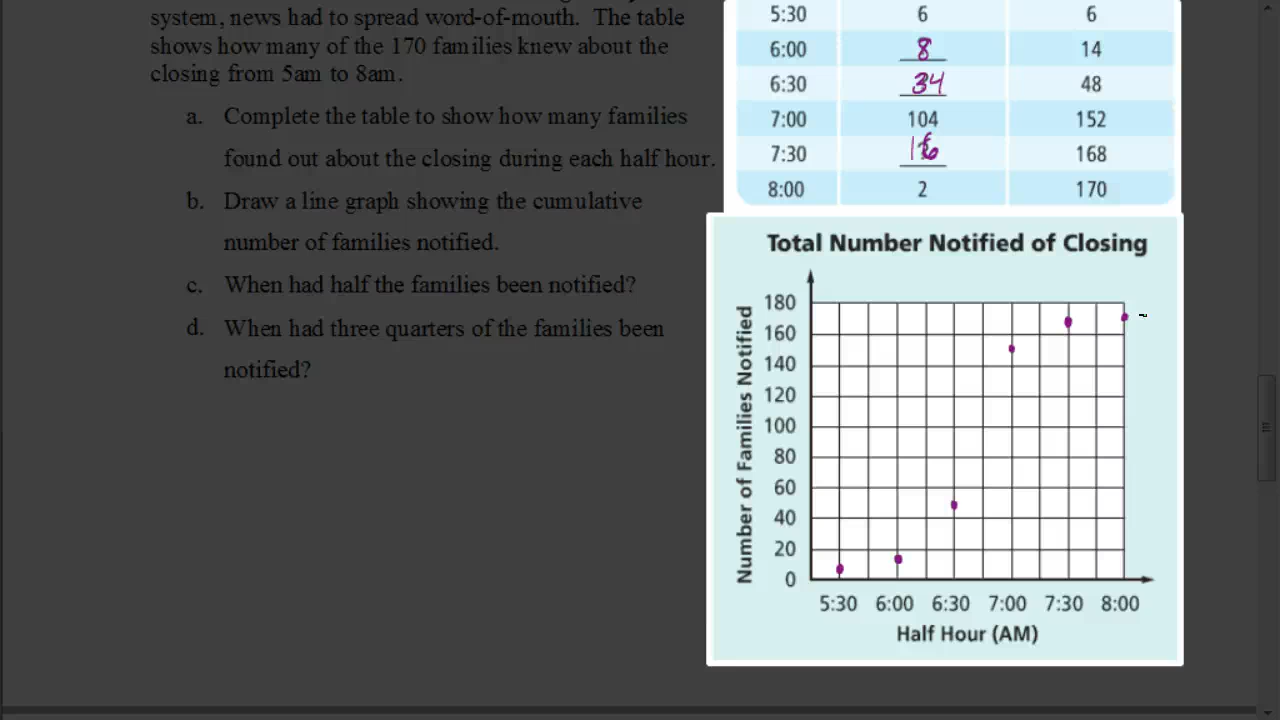 system, news had to spread word-of-mouth. The table
shows how many of the 170 families knew about the
closing from 5am to 8am.
a. Complete the table to show how many families
found out about the closing during each half hour.
b. Draw a line graph showing the cumulative
number of families notified.
c. When had half the families been notified?
d. When had three quarters of the families been
notified?
5:30 6 6
6:00 8 14
6:30 34 48
7:00 104 152
7:30 16 168
8:00 2 170
Total Number Notified of Closing
Number of Families Notified
180
160
140
120
100
80
60
40
20
0
5:30 6:00 6:30 7:00 7:30 8:00
Half Hour (AM)